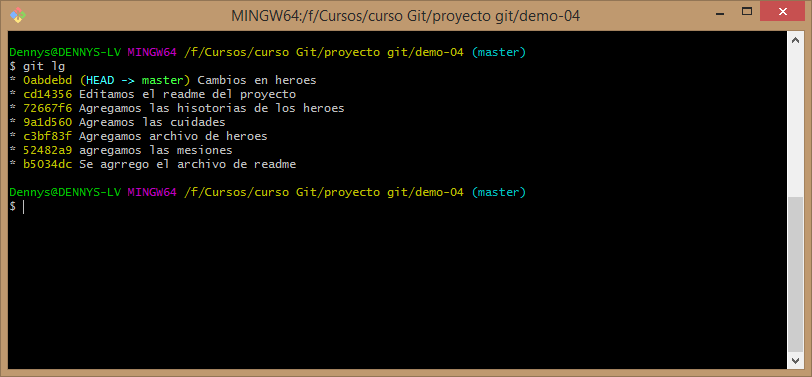 MINGW64:/f/Cursos/curso Git/proyecto git/demo-04
Dennys@DENNYS-LV MINGW64 /f/Cursos/curso Git/proyecto git/demo-04 (master)
$ git lg
* 0abdebd (HEAD -> master) Cambios en heroes
* cd14356 Editamos el readme del proyecto
* 72667f6 Agregamos las hisotorias de los heroes
* 9a1d560 Agreamos las cuidades
* c3bf83f Agregamos archivo de heroes
* 52482a9 agregamos las mesiones
* b5034dc Se agrrego el archivo de readme
Dennys@DENNYS-LV MINGW64 /f/Cursos/curso Git/proyecto git/demo-04 (master)
$